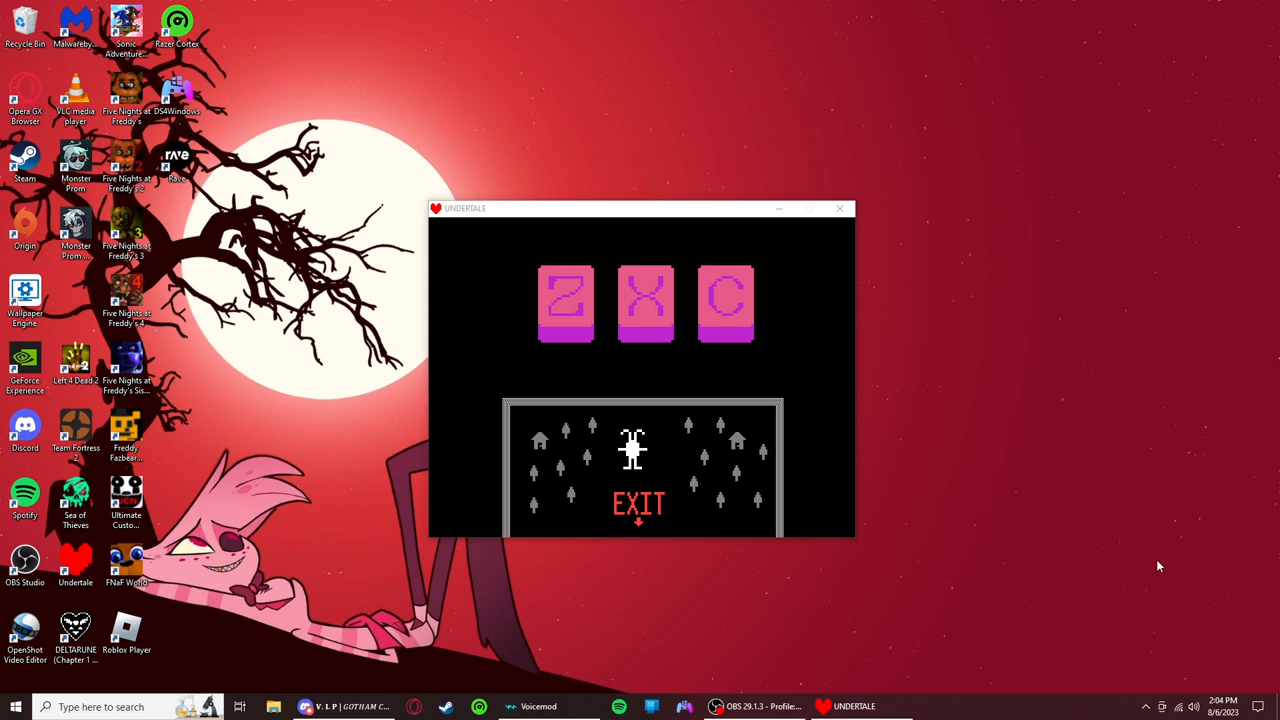 Recycle Bin
Malwareby...
Sonic
Adventure...
Razer Cortex
Opera GX
Browser
VLC media
player
Five Nights at
Freddy's
DS4Windows
Steam
Monster
Prom
Five Nights at
Freddy's 2
rave
Rave
Origin
Monster
Prom ...
3
Five Nights at
Freddy's 3
Wallpaper
Engine
4
Five Nights at
Freddy's 4
GeForce
Experience
Left 4 Dead 2
Five Nights at
Freddy's Sis...
Discord
Team Fortress
2
Freddy
Fazbear...
Spotify
Sea of
Thieves
UCN
Ultimate
Custo...
OBS Studio
Undertale
FNaF World
OpenShot
Video Editor
DELTARUNE
(Chapter 1 ...
Roblox Player
UNDERTALE
Z X C
EXIT
Type here to search
V. I. P | GOTHAM C...
Voicemod
OBS 29.1.3 - Profile:...
UNDERTALE
2:04 PM
8/6/2023